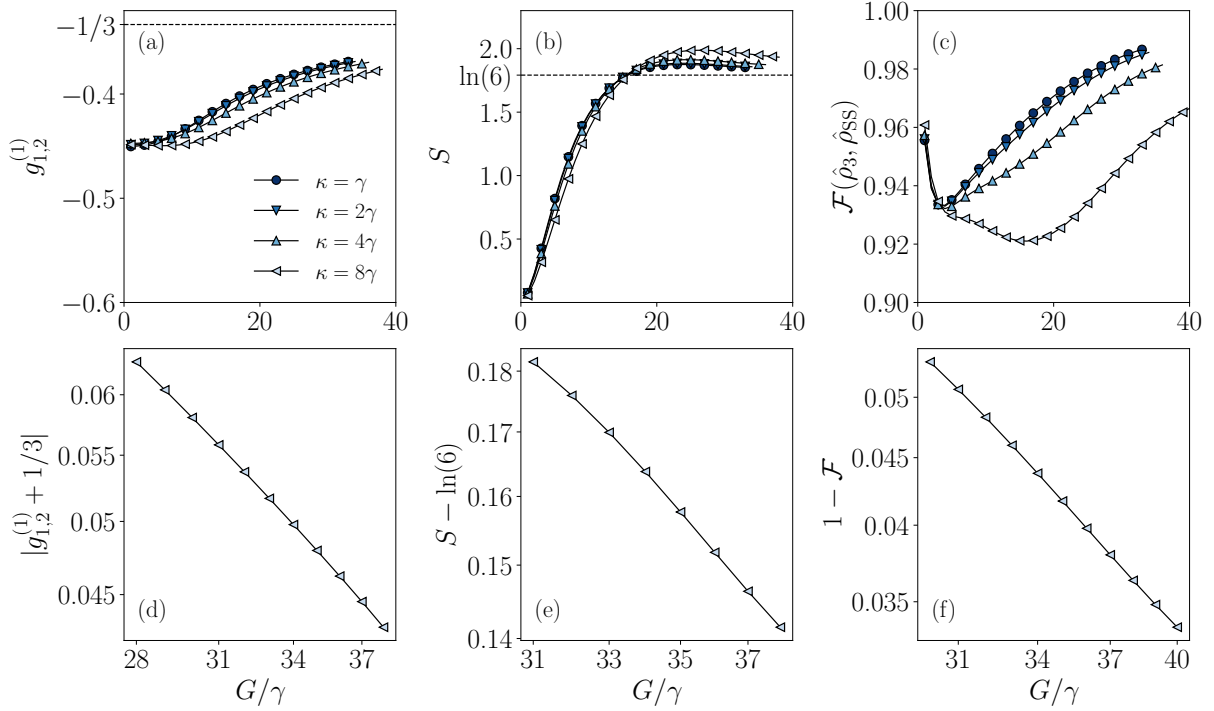 −1/3
−0.4
−0.5
−0.6
g_{1,2}^{(1)}
(a)
κ = γ
κ = 2γ
κ = 4γ
κ = 8γ
0 20 40
2.0
ln(6)
1.5
1.0
0.5
S
(b)
0 20 40
1.00
0.98
0.96
0.94
0.92
0.90
F(ρ̂₃, ρ̂_SS)
(c)
0 20 40
0.06
0.055
0.05
0.045
|g_{1,2}^{(1)} + 1/3|
(d)
28 31 34 37
G/γ
0.18
0.17
0.16
0.15
0.14
S − ln(6)
(e)
31 33 35 37
G/γ
0.05
0.045
0.04
0.035
1 − F
(f)
31 34 37 40
G/γ